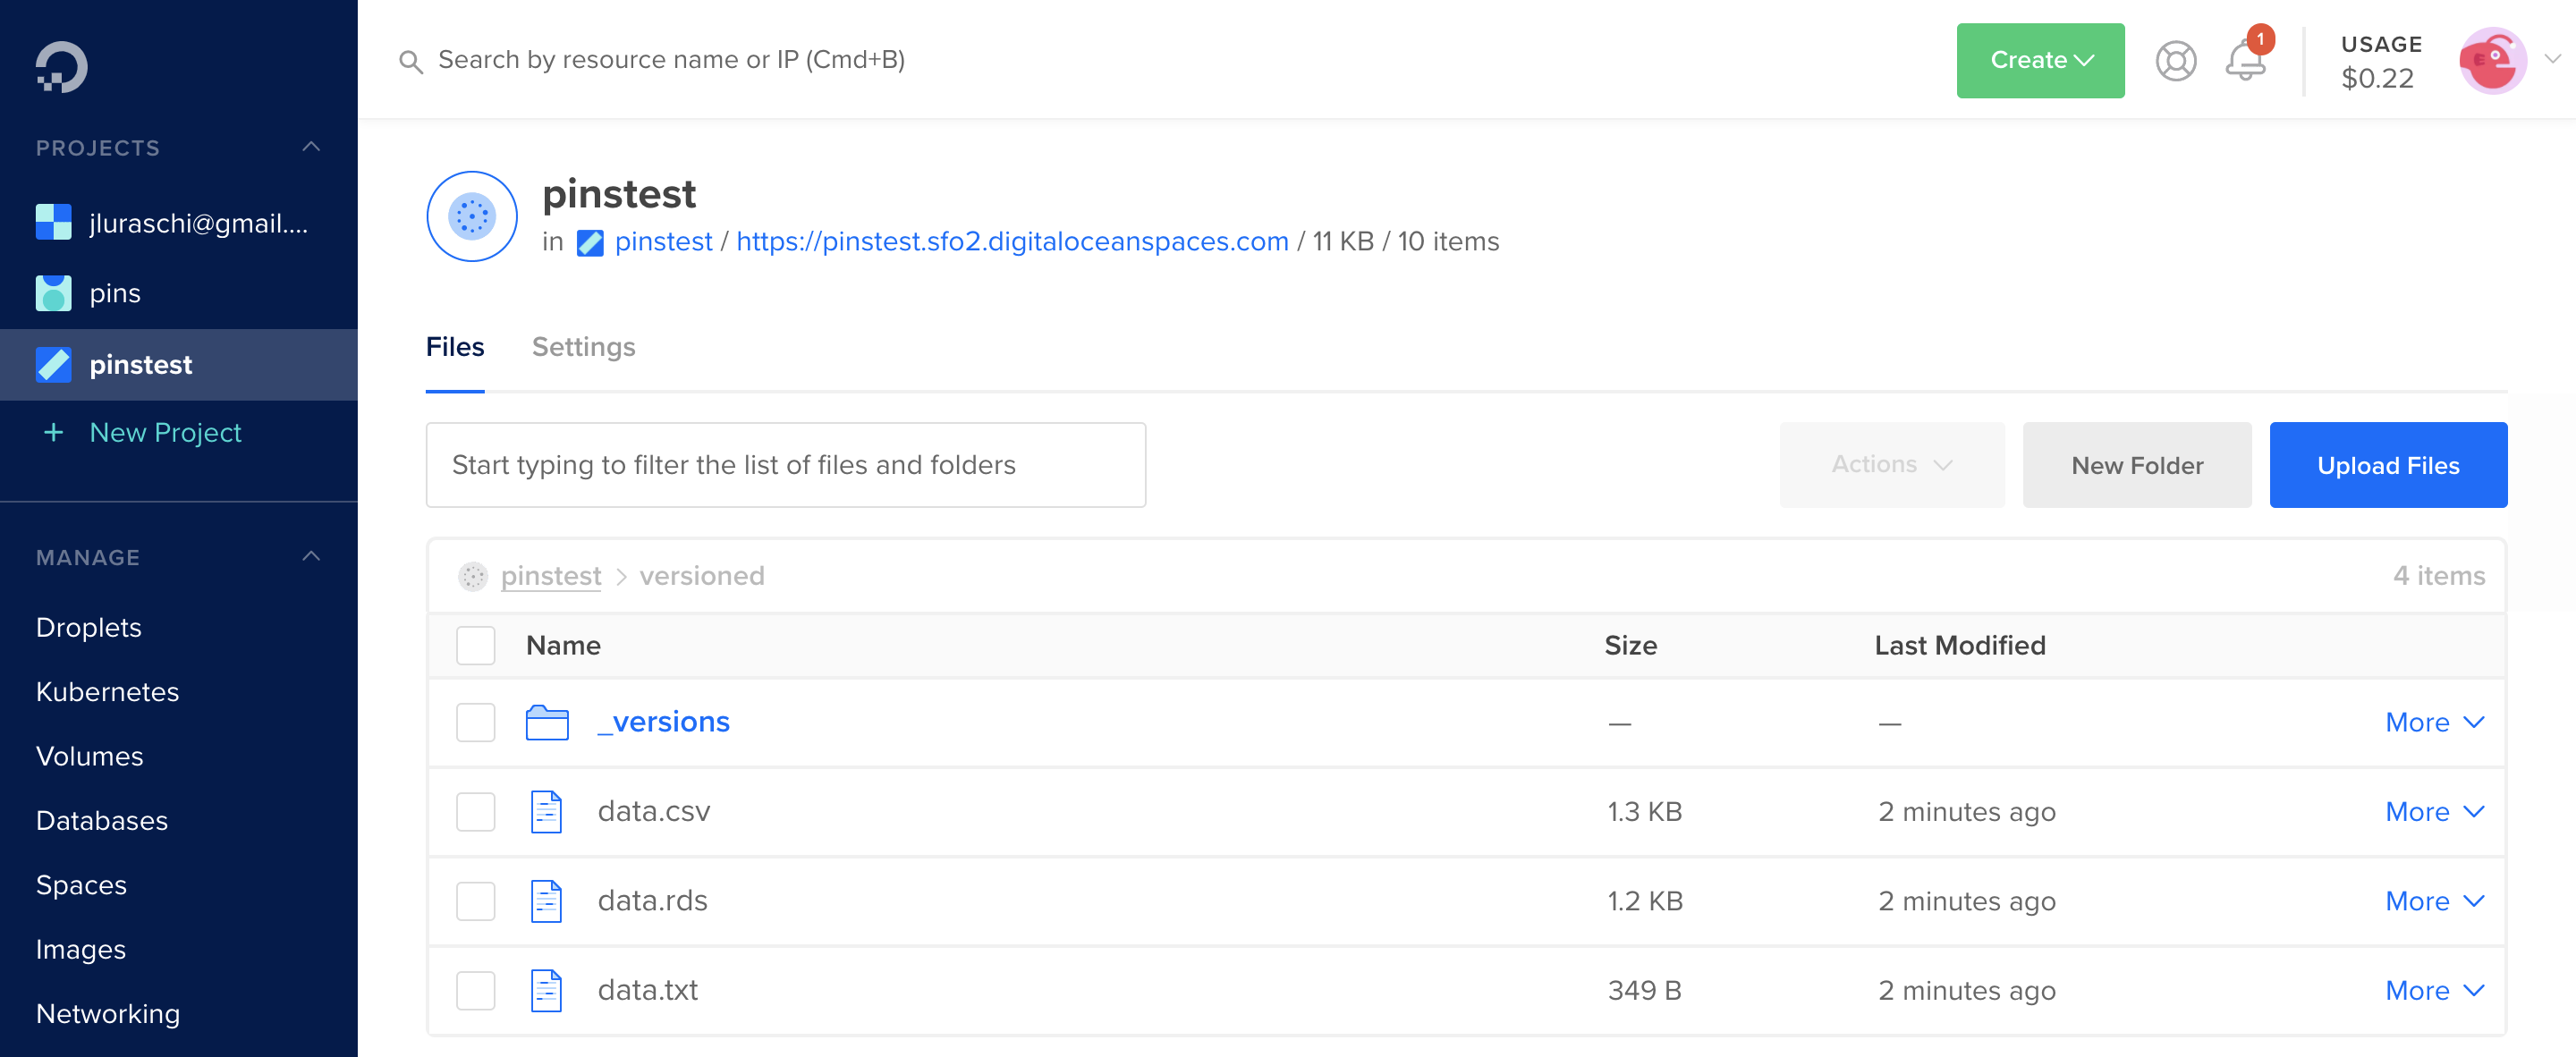 Search by resource name or IP (Cmd+B)
Create
1
USAGE
$0.22
PROJECTS
jluraschi@gmail....
pins
pinstest
+ New Project
MANAGE
Droplets
Kubernetes
Volumes
Databases
Spaces
Images
Networking
pinstest
in pinstest / https://pinstest.sfo2.digitaloceanspaces.com / 11 KB / 10 items
Files Settings
Start typing to filter the list of files and folders
Actions New Folder Upload Files
pinstest > versioned 4 items
Name Size Last Modified
_versions — — More
data.csv 1.3 KB 2 minutes ago More
data.rds 1.2 KB 2 minutes ago More
data.txt 349 B 2 minutes ago More